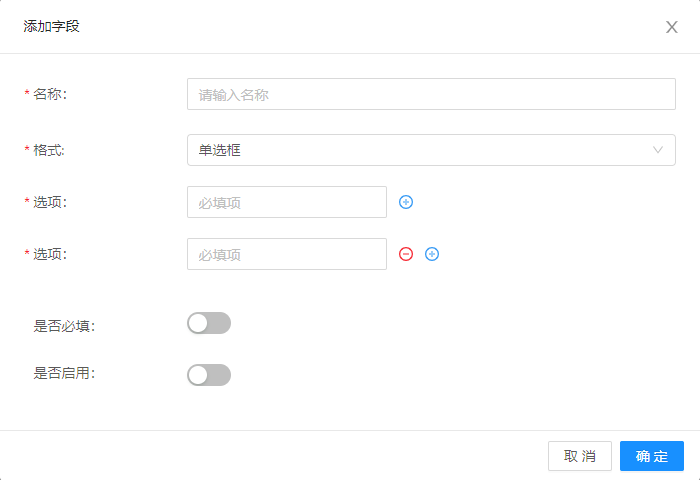 添加字段
* 名称： 请输入名称
* 格式: 单选框
* 选项： 必填项
* 选项： 必填项
是否必填：
是否启用：
取 消 确 定